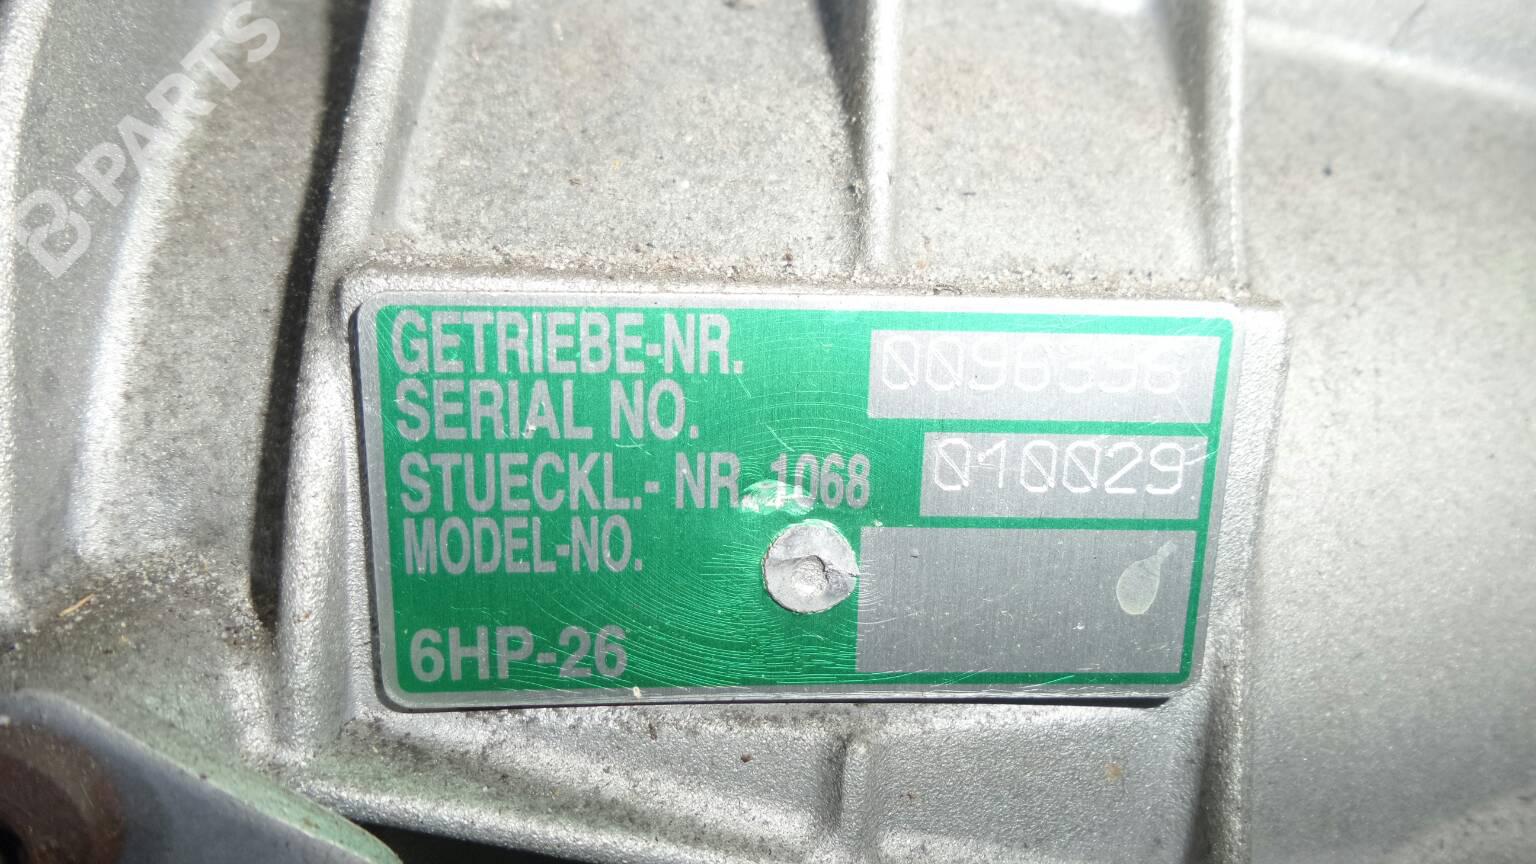 B-PARTS
GETRIEBE-NR.
SERIAL NO.
STUECKL.- NR. 1068 010029
MODEL-NO.
6HP-26